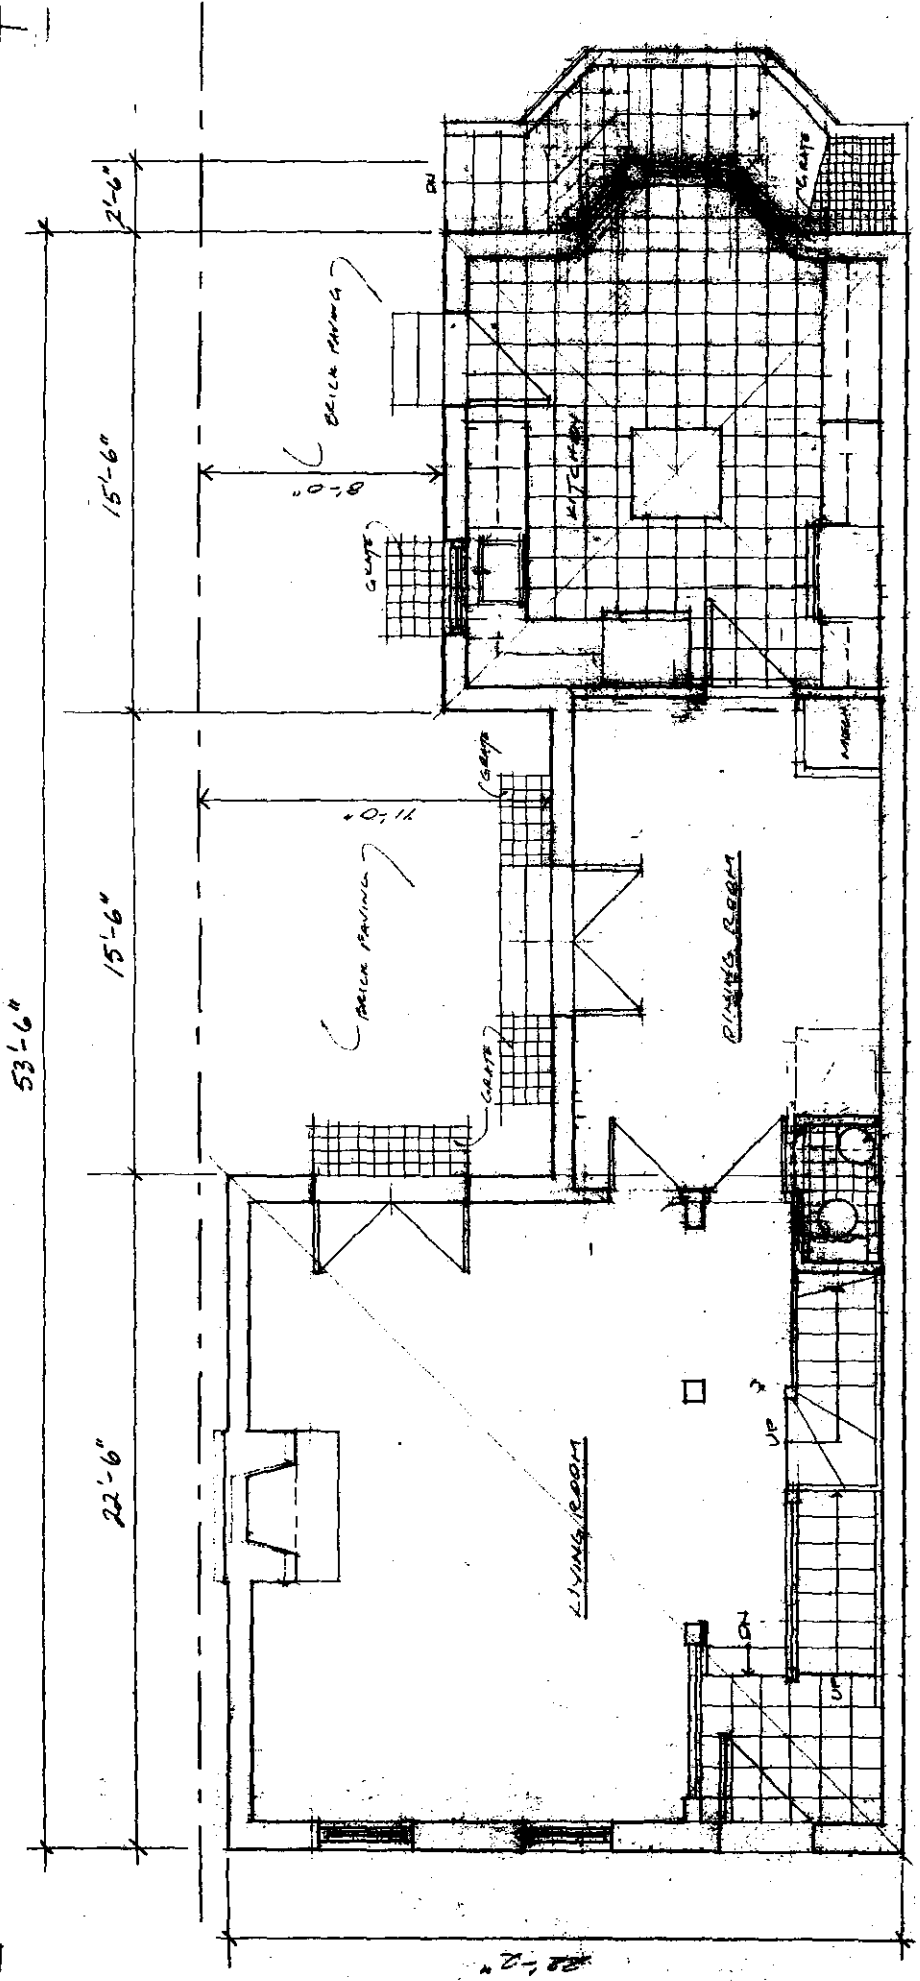 53'-6"
22'-6"
15'-6"
15'-6"
2'-6"
BRICK PAVING
BRICK PAVING
11'-0"
8'-0"
GRATE
GRATE
GRATE
GRATE
DN
KITCHEN
MECH
DINING ROOM
LIVING ROOM
UP
DN
UP